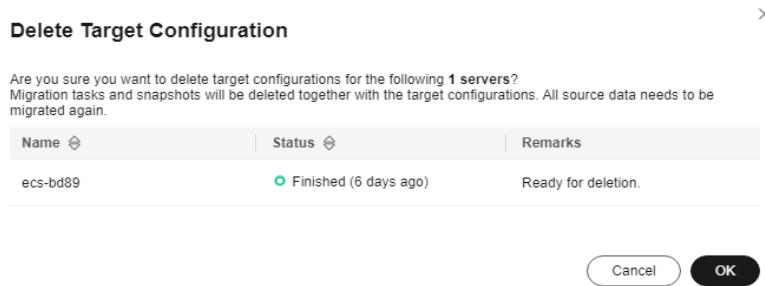 Delete Target Configuration
Are you sure you want to delete target configurations for the following 1 servers?
Migration tasks and snapshots will be deleted together with the target configurations. All source data needs to be
migrated again.
Name Status Remarks
ecs-bd89 Finished (6 days ago) Ready for deletion.
Cancel OK